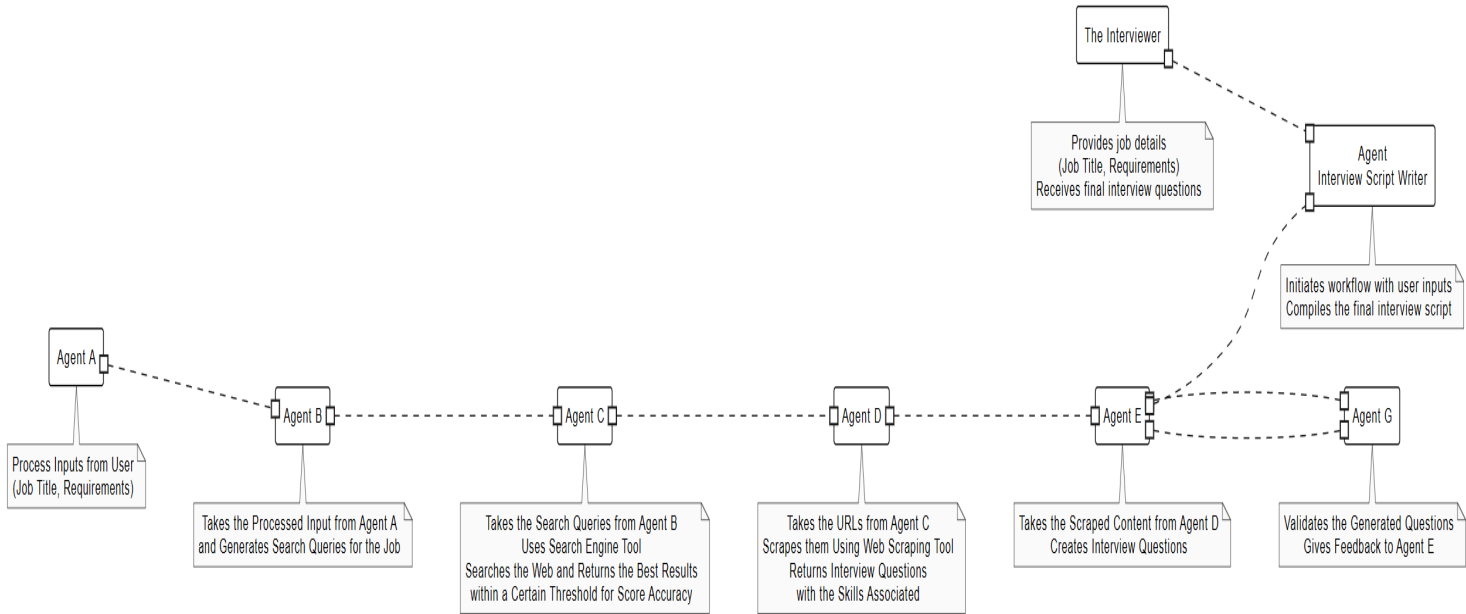 The Interviewer
Provides job details
(Job Title, Requirements)
Receives final interview questions
Agent
Interview Script Writer
Initiates workflow with user inputs
Compiles the final interview script
Agent A
Process Inputs from User
(Job Title, Requirements)
Agent B
Takes the Processed Input from Agent A
and Generates Search Queries for the Job
Agent C
Takes the Search Queries from Agent B
Uses Search Engine Tool
Searches the Web and Returns the Best Results
within a Certain Threshold for Score Accuracy
Agent D
Takes the URLs from Agent C
Scrapes them Using Web Scraping Tool
Returns Interview Questions
with the Skills Associated
Agent E
Takes the Scraped Content from Agent D
Creates Interview Questions
Agent G
Validates the Generated Questions
Gives Feedback to Agent E